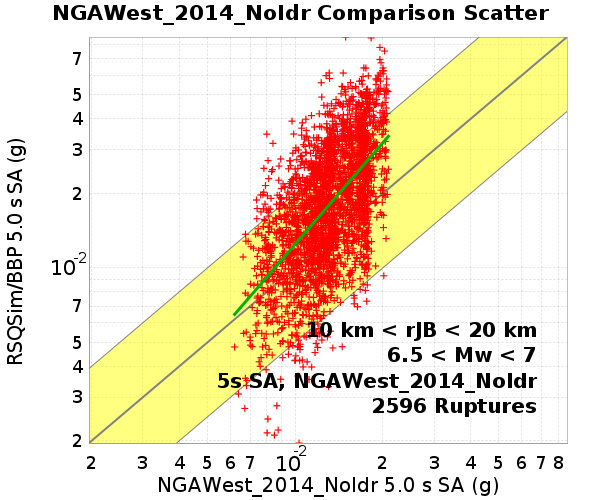 NGAWest_2014_NoIdr Comparison Scatter
RSQSim/BBP 5.0 s SA (g)
7
5
4
3
2
10-2
7
5
4
3
2
10 km < rJB < 20 km
6.5 < Mw < 7
5s SA, NGAWest_2014_NoIdr
2596 Ruptures
2 3 4 5 6 7 10-2 2 3 4 5 6 7 8
NGAWest_2014_NoIdr 5.0 s SA (g)